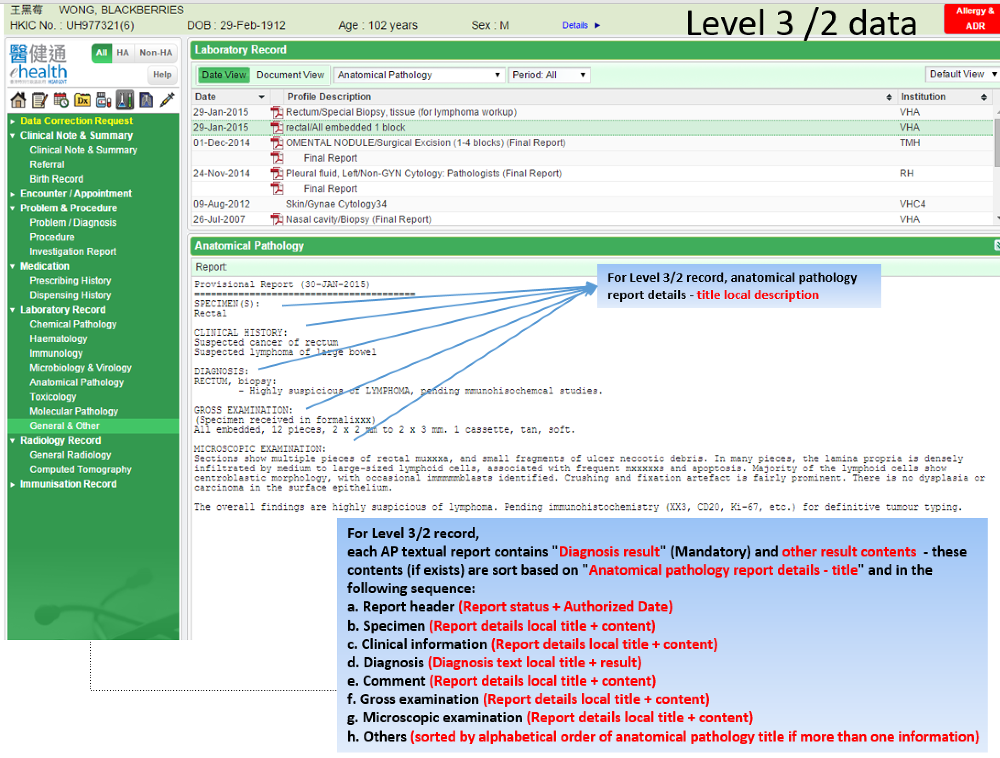 王黑莓 WONG, BLACKBERRIES
HKIC No. : UH977321(6) DOB : 29-Feb-1912 Age : 102 years Sex : M Details ►
Level 3 /2 data
Allergy &
ADR
醫健通
ehealth
All HA Non-HA
Help
Dx
Data Correction Request
Clinical Note & Summary
Clinical Note & Summary
Referral
Birth Record
Encounter / Appointment
Problem & Procedure
Problem / Diagnosis
Procedure
Investigation Report
Medication
Prescribing History
Dispensing History
Laboratory Record
Chemical Pathology
Haematology
Immunology
Microbiology & Virology
Anatomical Pathology
Toxicology
Molecular Pathology
General & Other
Radiology Record
General Radiology
Computed Tomography
Immunisation Record
Laboratory Record
Date View Document View Anatomical Pathology Period: All Default View
Date Profile Description Institution
29-Jan-2015 Rectum/Special Biopsy, tissue (for lymphoma workup) VHA
29-Jan-2015 rectal/All embedded 1 block VHA
01-Dec-2014 OMENTAL NODULE/Surgical Excision (1-4 blocks) (Final Report) TMH
Final Report
24-Nov-2014 Pleural fluid, Left/Non-GYN Cytology: Pathologists (Final Report) RH
Final Report
09-Aug-2012 Skin/Gynae Cytology34 VHC4
26-Jul-2007 Nasal cavity/Biopsy (Final Report) VHA
Anatomical Pathology
Report:
Provisional Report (30-JAN-2015)
========================================
SPECIMEN(S):
Rectal
CLINICAL HISTORY:
Suspected cancer of rectum
Suspected lymphoma of large bowel
DIAGNOSIS:
RECTUM, biopsy:
- Highly suspicious of LYMPHOMA, pending mmunohisochemcal studies.
GROSS EXAMINATION:
(Specimen received in formalixxx)
All embedded, 12 pieces, 2 x 2 mm to 2 x 3 mm. 1 cassette, tan, soft.
MICROSCOPIC EXAMINATION:
Sections show multiple pieces of rectal muxxxa, and small fragments of ulcer neccotic debris. In many pieces, the lamina propria is densely
infiltrated by medium to large-sized lymphoid cells, associated with frequent mxxxxxs and apoptosis. Majority of the lymphoid cells show
centroblastic morphology, with occasional immmmmblasts identified. Crushing and fixation artefact is fairly prominent. There is no dysplasia or
carcinoma in the surface epithelium.
The overall findings are highly suspicious of lymphoma. Pending immunohistochemistry (XX3, CD20, Ki-67, etc.) for definitive tumour typing.
For Level 3/2 record, anatomical pathology
report details - title local description
For Level 3/2 record,
each AP textual report contains "Diagnosis result" (Mandatory) and other result contents - these
contents (if exists) are sort based on "Anatomical pathology report details - title" and in the
following sequence:
a. Report header (Report status + Authorized Date)
b. Specimen (Report details local title + content)
c. Clinical information (Report details local title + content)
d. Diagnosis (Diagnosis text local title + result)
e. Comment (Report details local title + content)
f. Gross examination (Report details local title + content)
g. Microscopic examination (Report details local title + content)
h. Others (sorted by alphabetical order of anatomical pathology title if more than one information)